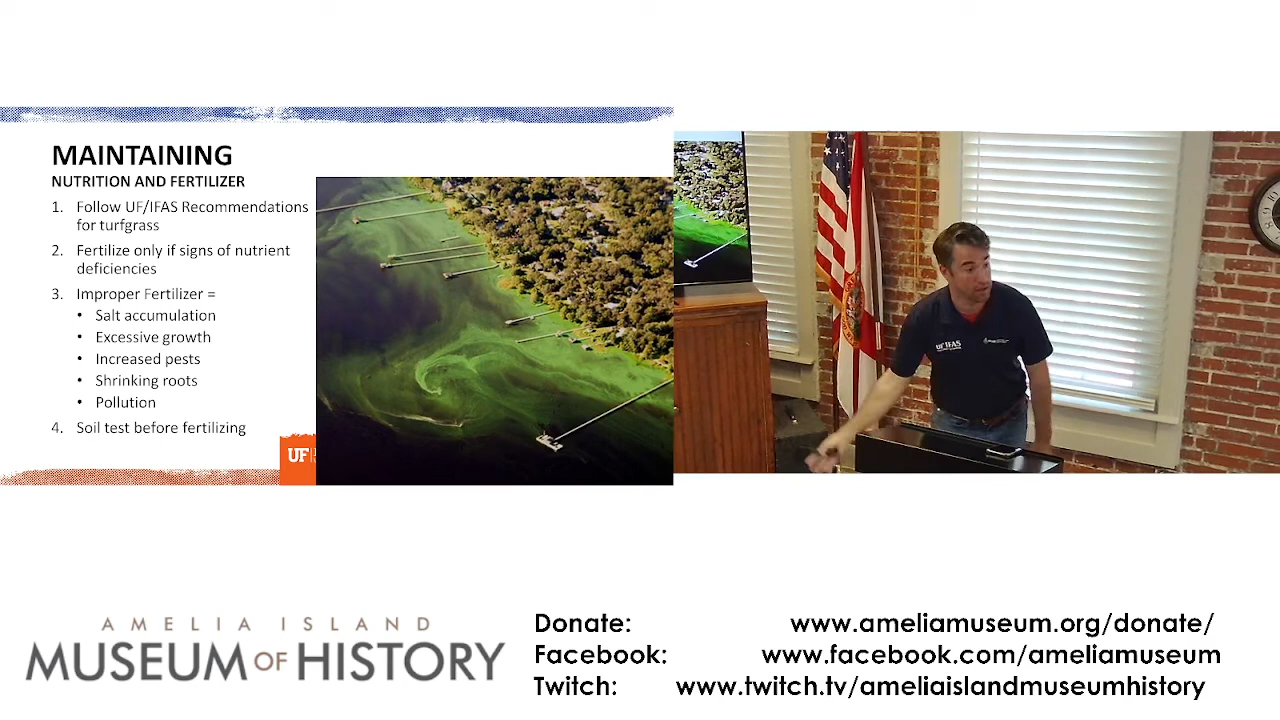 MAINTAINING
NUTRITION AND FERTILIZER
1. Follow UF/IFAS Recommendations
for turfgrass
2. Fertilize only if signs of nutrient
deficiencies
3. Improper Fertilizer =
• Salt accumulation
• Excessive growth
• Increased pests
• Shrinking roots
• Pollution
4. Soil test before fertilizing
UF
UF IFAS
AMELIA ISLAND
MUSEUM OF HISTORY
Donate: www.ameliamuseum.org/donate/
Facebook: www.facebook.com/ameliamuseum
Twitch: www.twitch.tv/ameliaislandmuseumhistory